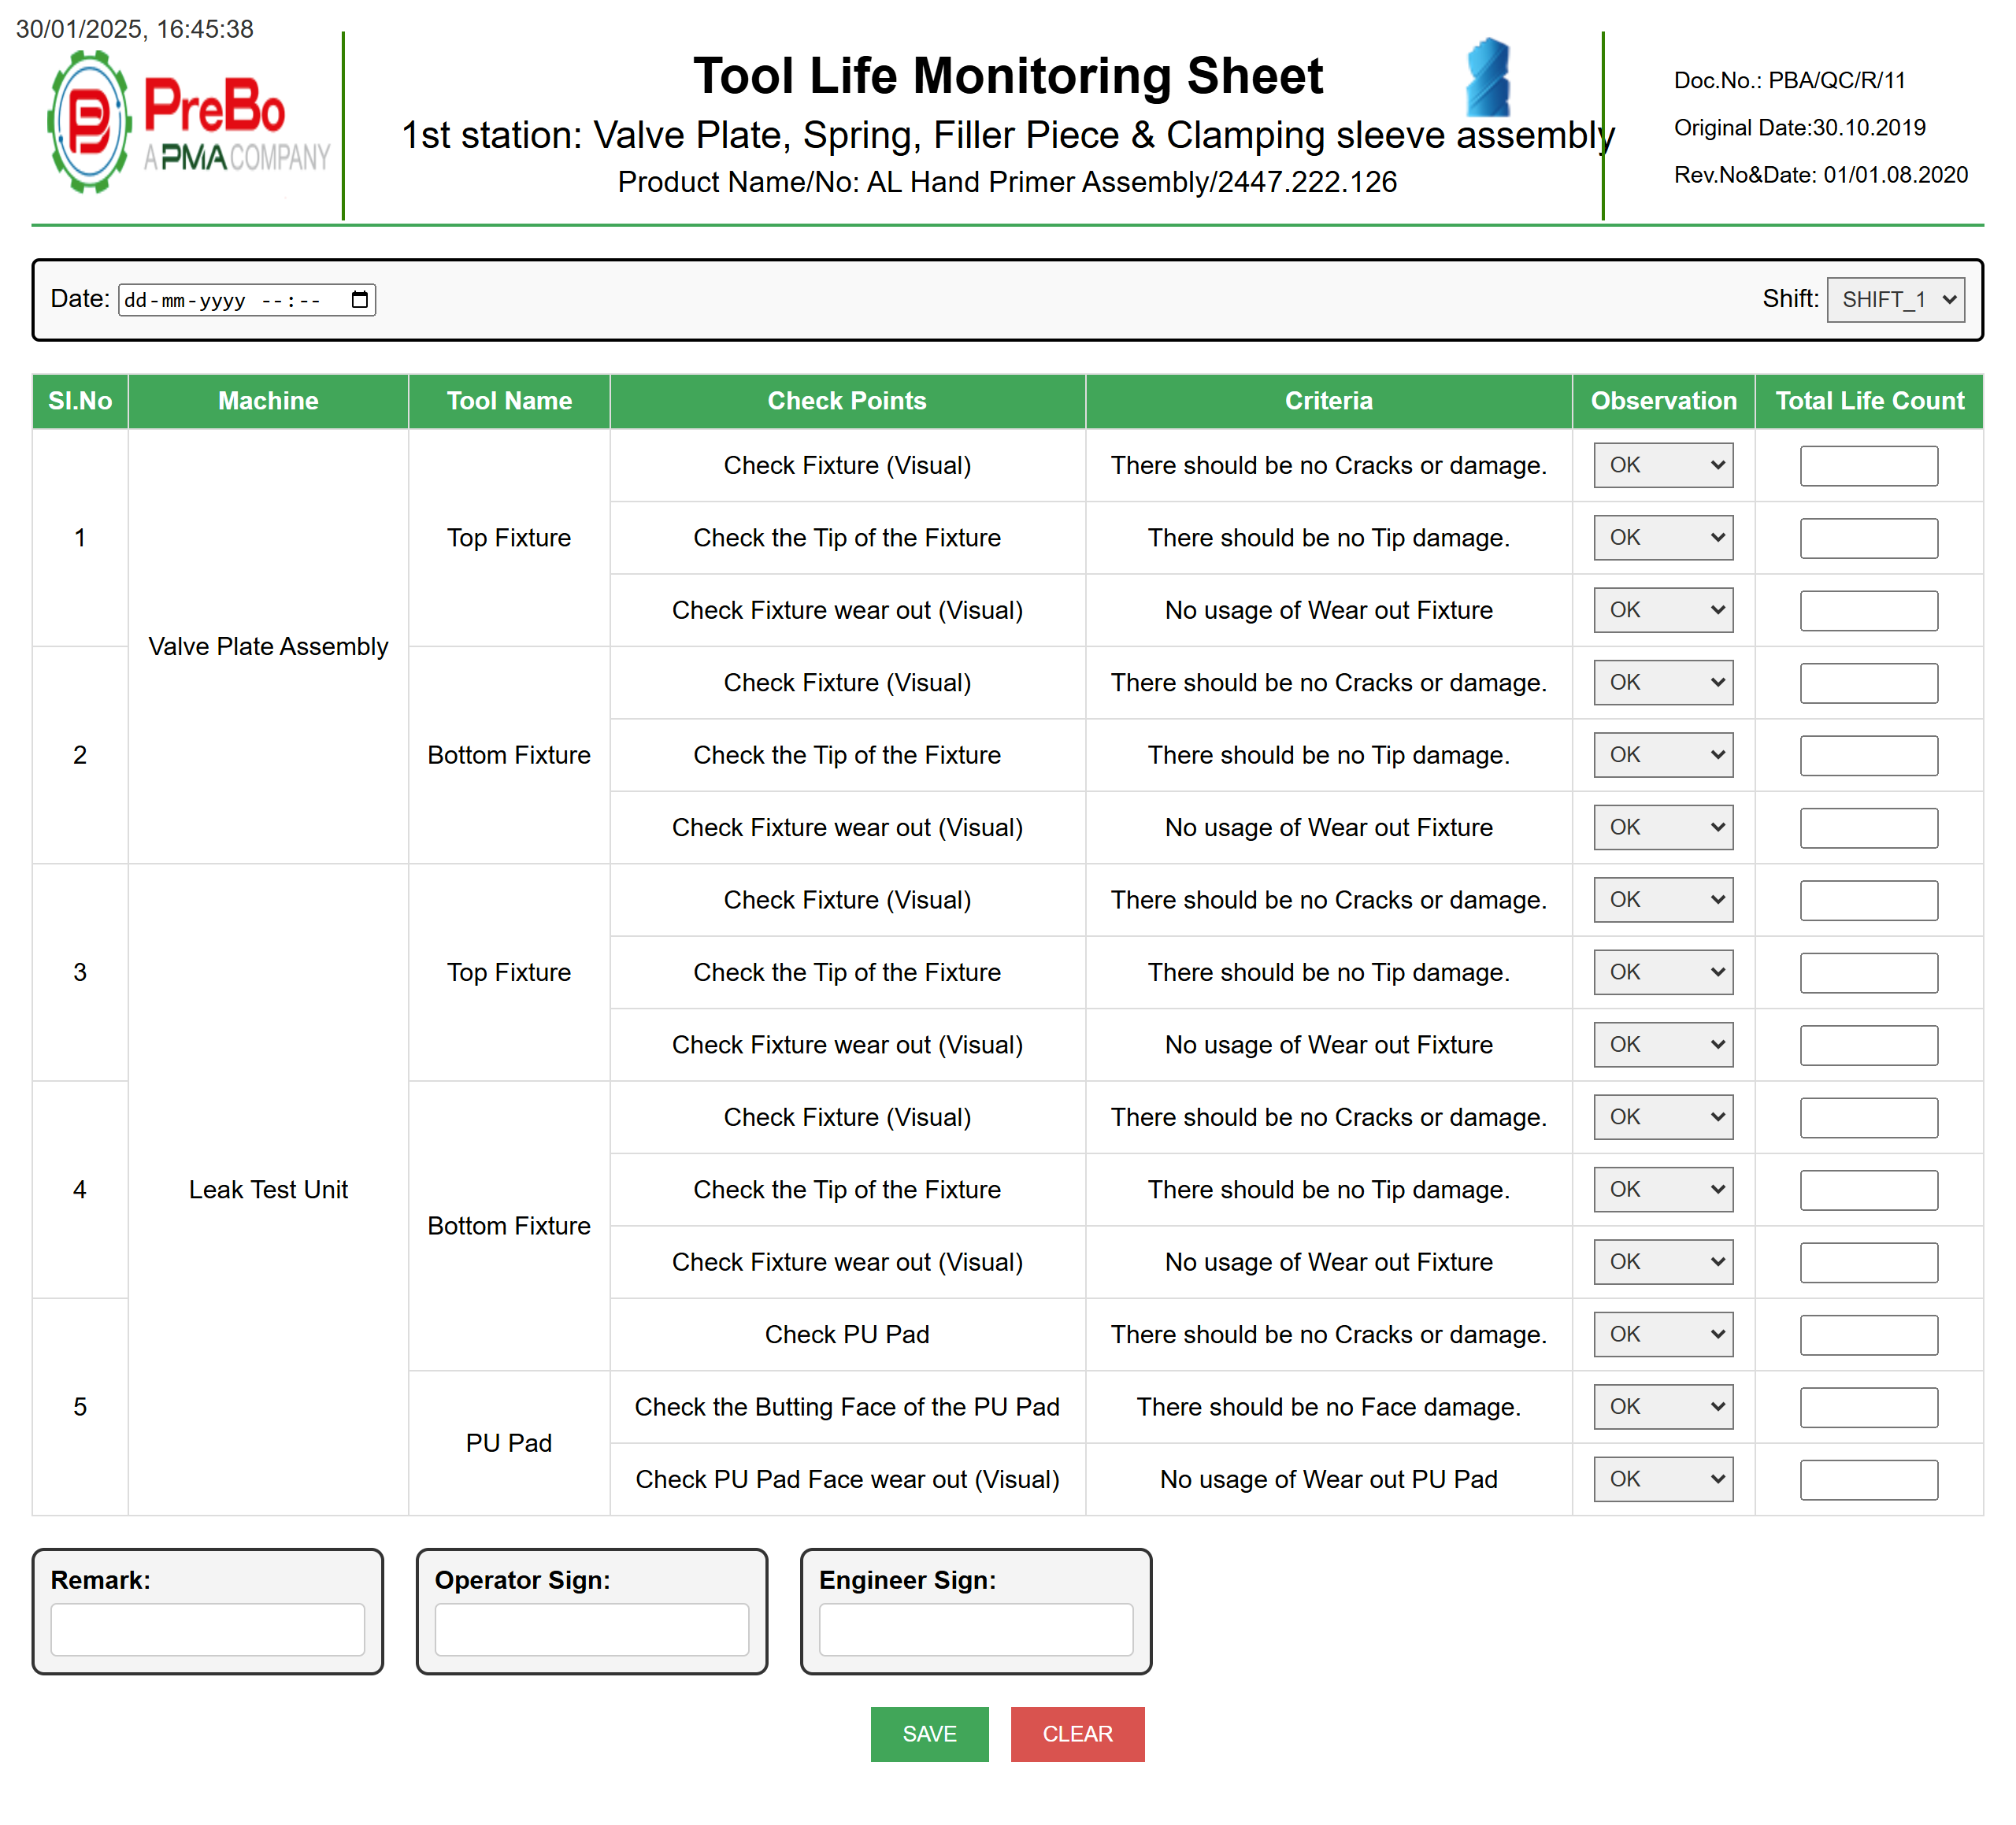 30/01/2025, 16:45:38
PreBo
A PMA COMPANY
Tool Life Monitoring Sheet
1st station: Valve Plate, Spring, Filler Piece & Clamping sleeve assembly
Product Name/No: AL Hand Primer Assembly/2447.222.126
Doc.No.: PBA/QC/R/11
Original Date:30.10.2019
Rev.No&Date: 01/01.08.2020
Date: dd-mm-yyyy --:--
Shift: SHIFT_1
Sl.No Machine Tool Name Check Points Criteria Observation Total Life Count
1 Valve Plate Assembly Top Fixture Check Fixture (Visual) There should be no Cracks or damage. OK
Check the Tip of the Fixture There should be no Tip damage. OK
Check Fixture wear out (Visual) No usage of Wear out Fixture OK
2 Bottom Fixture Check Fixture (Visual) There should be no Cracks or damage. OK
Check the Tip of the Fixture There should be no Tip damage. OK
Check Fixture wear out (Visual) No usage of Wear out Fixture OK
3 Leak Test Unit Top Fixture Check Fixture (Visual) There should be no Cracks or damage. OK
Check the Tip of the Fixture There should be no Tip damage. OK
Check Fixture wear out (Visual) No usage of Wear out Fixture OK
4 Bottom Fixture Check Fixture (Visual) There should be no Cracks or damage. OK
Check the Tip of the Fixture There should be no Tip damage. OK
Check Fixture wear out (Visual) No usage of Wear out Fixture OK
5 Check PU Pad There should be no Cracks or damage. OK
PU Pad Check the Butting Face of the PU Pad There should be no Face damage. OK
Check PU Pad Face wear out (Visual) No usage of Wear out PU Pad OK
Remark:
Operator Sign:
Engineer Sign:
SAVE
CLEAR